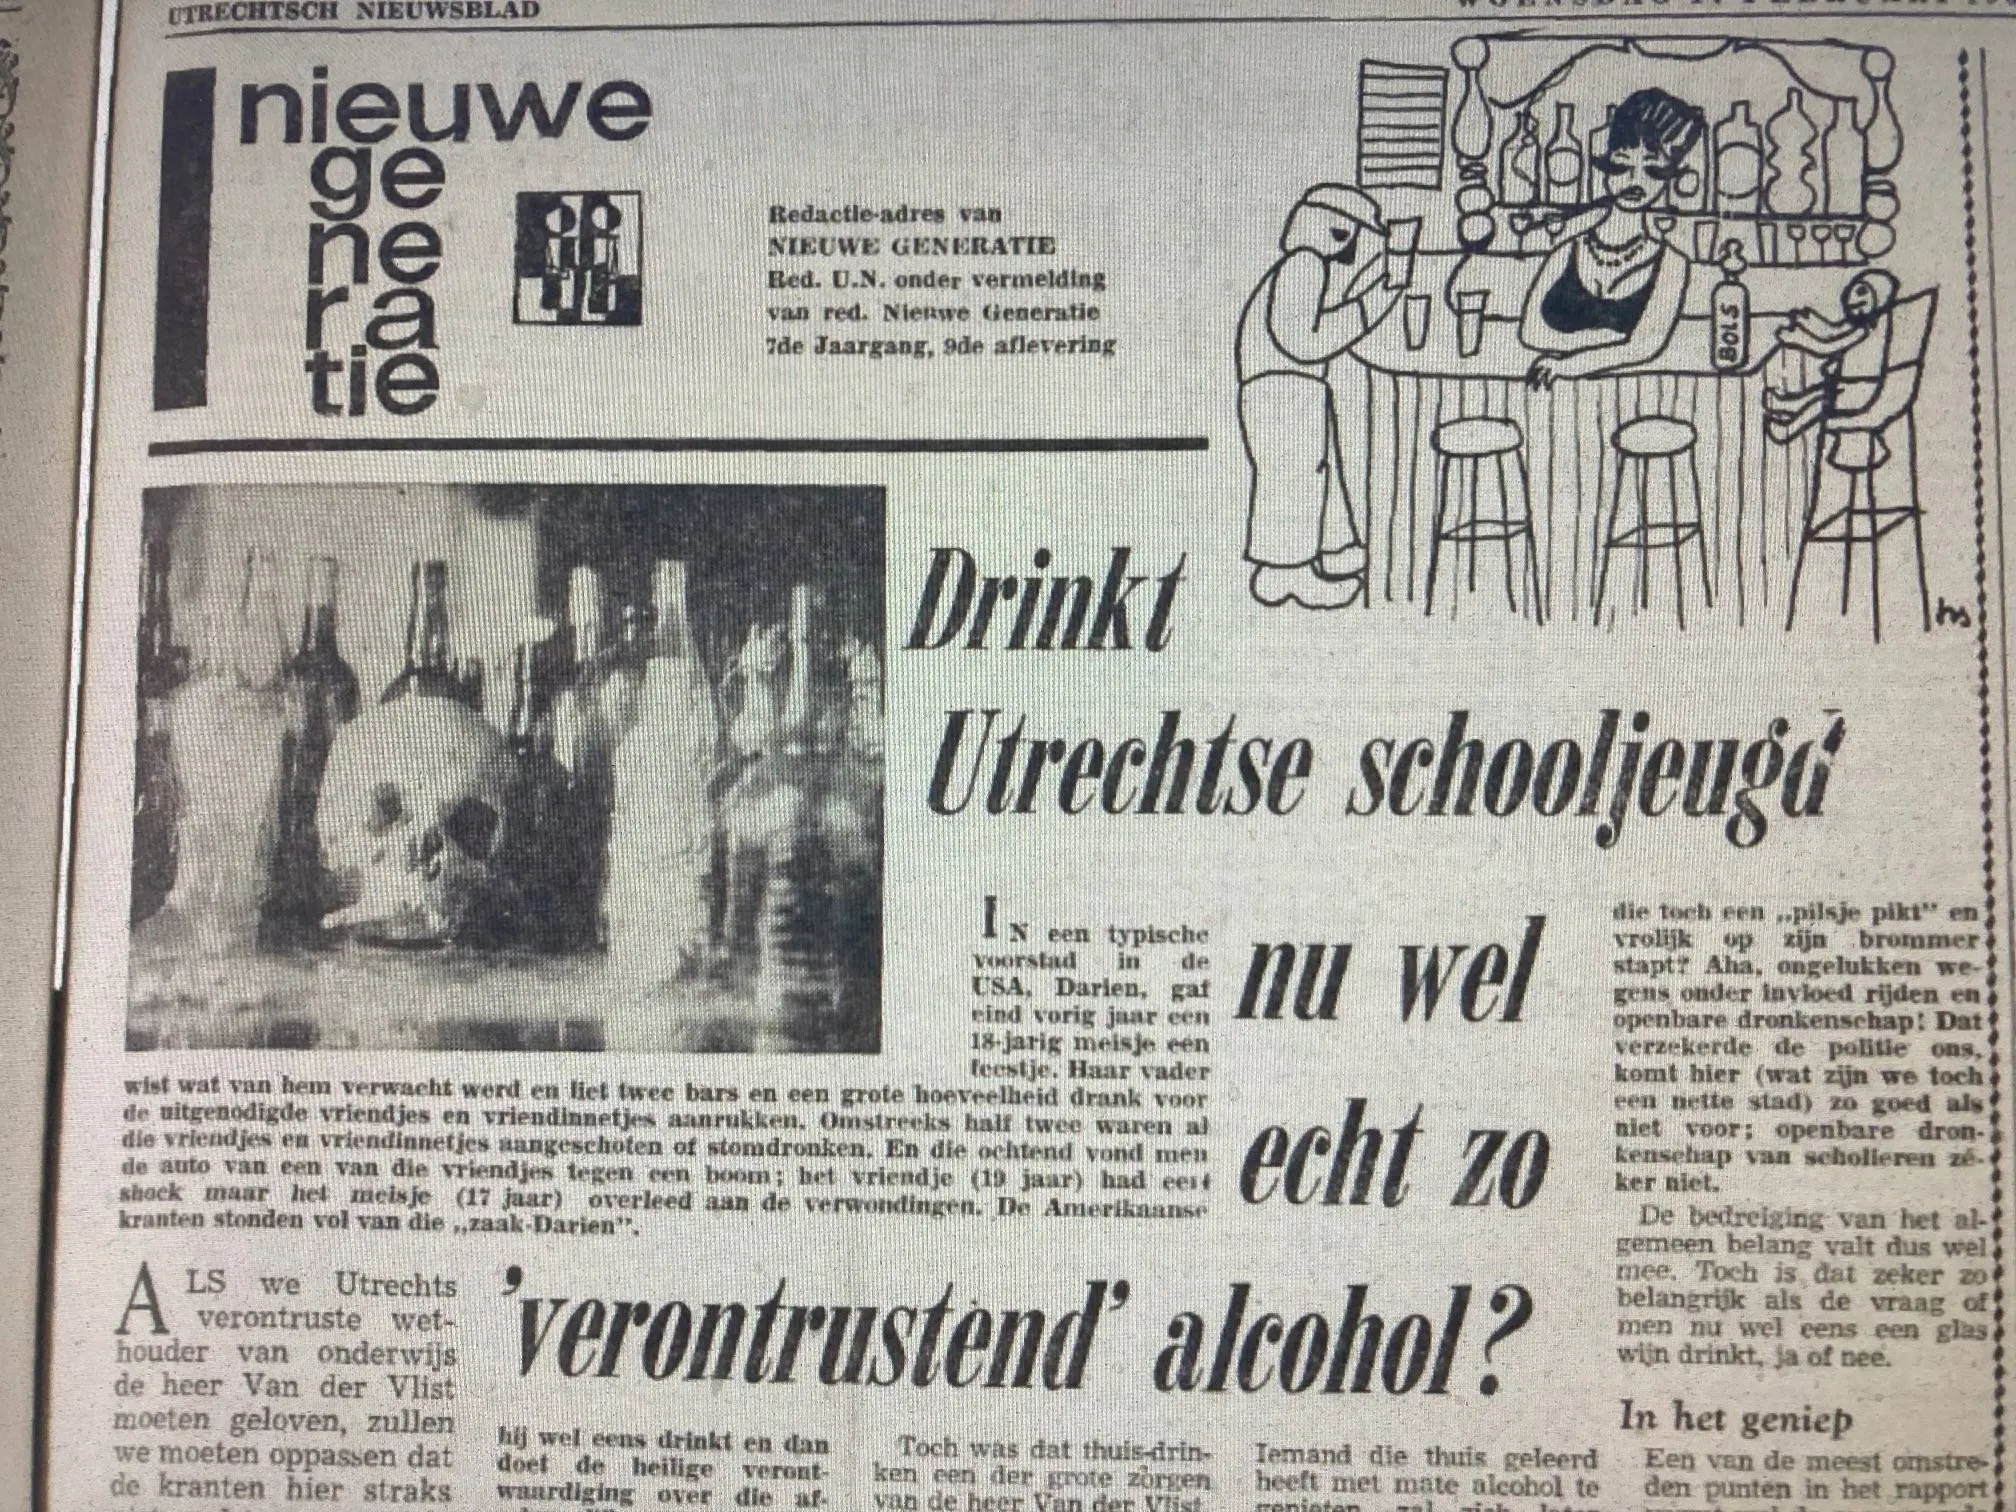 UTRECHTSCH NIEUWSBLAD
WOENSDAG
nieuwe
ge
ne
ra
tie
Redactie-adres van
NIEUWE GENERATIE
Red. U.N. onder vermelding
van red. Nieuwe Generatie
7de Jaargang, 9de aflevering
BOLS
hs
Drinkt
Utrechtse schooljeugd
nu wel
echt zo
'verontrustend' alcohol?
IN een typische
voorstad in de
USA, Darien, gaf
eind vorig jaar een
18-jarig meisje een
feestje. Haar vader
wist wat van hem verwacht werd en liet twee bars en een grote hoeveelheid drank voor
de uitgenodigde vriendjes en vriendinnetjes aanrukken. Omstreeks half twee waren al
die vriendjes en vriendinnetjes aangeschoten of stomdronken. En die ochtend vond men
de auto van een van die vriendjes tegen een boom; het vriendje (19 jaar) had een
shock maar het meisje (17 jaar) overleed aan de verwondingen. De Amerikaanse
kranten stonden vol van die „zaak-Darien”.
ALS we Utrechts
verontruste wet-
houder van onderwijs
de heer Van der Vlist
moeten geloven, zullen
we moeten oppassen dat
de kranten hier straks
hij wel eens drinkt en dan
doet de heilige veront-
waardiging over die af-
Toch was dat thuis-drin-
ken een der grote zorgen
van de heer Van der Vlist
Iemand die thuis geleerd
heeft met mate alcohol te
genieten zal zich
die toch een „pilsje pikt” en
vrolijk op zijn brommer
stapt? Aha, ongelukken we-
gens onder invloed rijden en
openbare dronkenschap! Dat
verzekerde de politie ons,
komt hier (wat zijn we toch
een nette stad) zo goed als
niet voor; openbare dron-
kenschap van scholieren zé-
ker niet.
De bedreiging van het al-
gemeen belang valt dus wel
mee. Toch is dat zeker zo
belangrijk als de vraag of
men nu wel eens een glas
wijn drinkt, ja of nee.
In het geniep
Een van de meest omstre-
den punten in het rapport